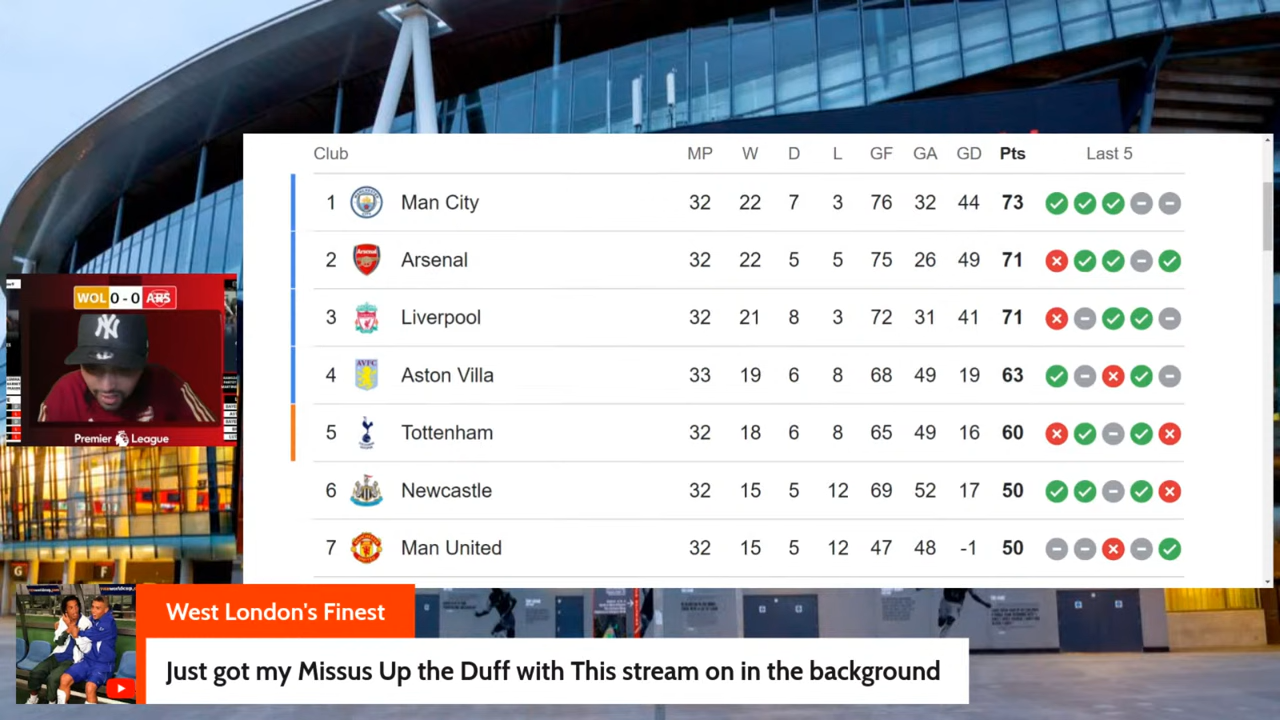 Club MP W D L GF GA GD Pts Last 5
1 Man City 32 22 7 3 76 32 44 73
2 Arsenal 32 22 5 5 75 26 49 71
3 Liverpool 32 21 8 3 72 31 41 71
4 Aston Villa 33 19 6 8 68 49 19 63
5 Tottenham 32 18 6 8 65 49 16 60
6 Newcastle 32 15 5 12 69 52 17 50
7 Man United 32 15 5 12 47 48 -1 50
WOL 0 - 0 ARS
NY
Premier League
G F
West London's Finest
Just got my Missus Up the Duff with This stream on in the background